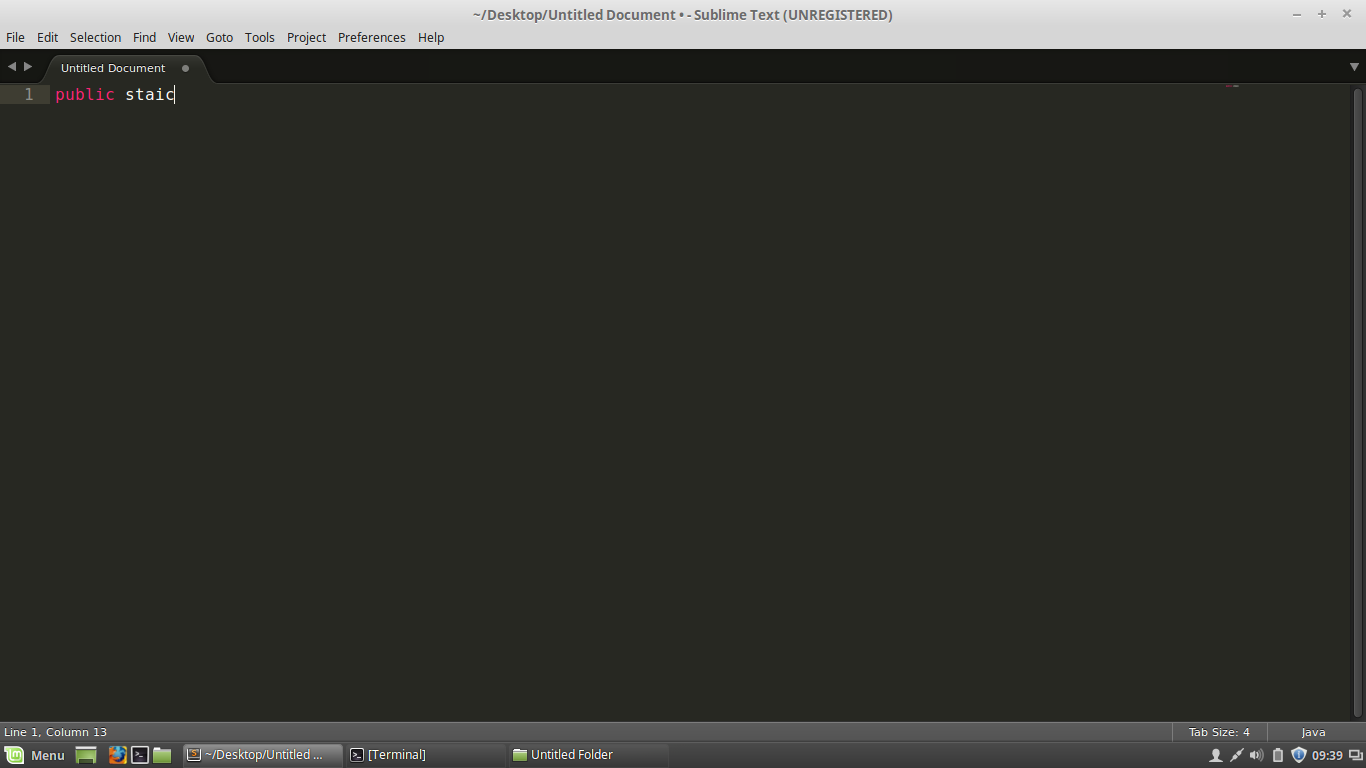 ~/Desktop/Untitled Document • - Sublime Text (UNREGISTERED)
File Edit Selection Find View Goto Tools Project Preferences Help
Untitled Document
1 public staic
Line 1, Column 13 Tab Size: 4 Java
Menu ~/Desktop/Untitled ... [Terminal] Untitled Folder 09:39